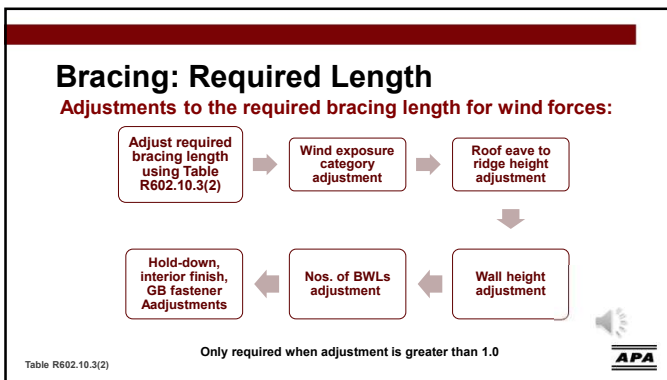 Bracing: Required Length
Adjustments to the required bracing length for wind forces:
Adjust required
bracing length
using Table
R602.10.3(2)
Wind exposure
category
adjustment
Roof eave to
ridge height
adjustment
Wall height
adjustment
Nos. of BWLs
adjustment
Hold-down,
interior finish,
GB fastener
Aadjustments
Only required when adjustment is greater than 1.0
Table R602.10.3(2)
APA